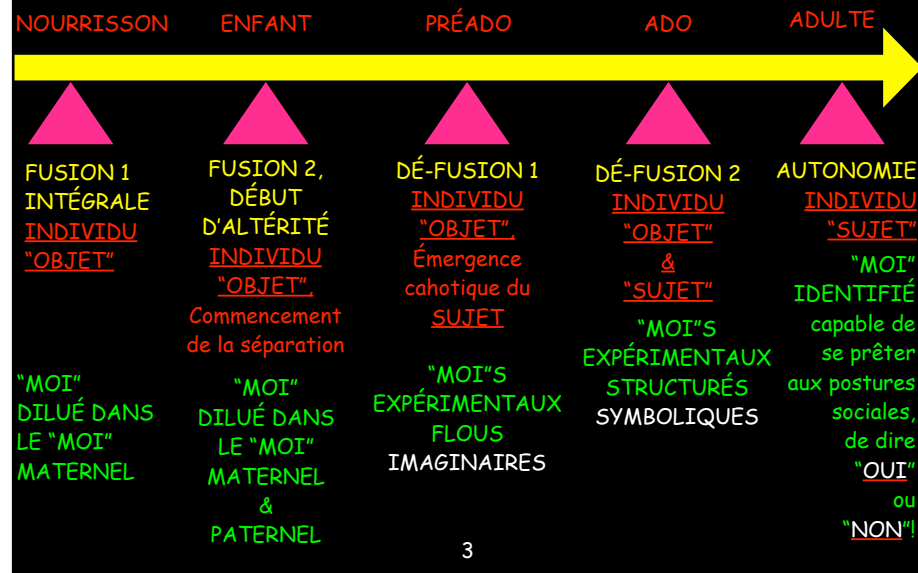 NOURRISSON
ENFANT
PRÉADO
ADO
ADULTE
FUSION 1
INTÉGRALE
INDIVIDU
“OBJET”
“MOI”
DILUÉ DANS
LE “MOI”
MATERNEL
FUSION 2,
DÉBUT
D’ALTÉRITÉ
INDIVIDU
“OBJET”,
Commencement
de la séparation
“MOI”
DILUÉ DANS
LE “MOI”
MATERNEL
&
PATERNEL
DÉ-FUSION 1
INDIVIDU
“OBJET”,
Émergence
cahotique du
SUJET
“MOI”S
EXPÉRIMENTAUX
FLOUS
IMAGINAIRES
DÉ-FUSION 2
INDIVIDU
“OBJET”
&
“SUJET”
“MOI”S
EXPÉRIMENTAUX
STRUCTURÉS
SYMBOLIQUES
AUTONOMIE
INDIVIDU
“SUJET”
“MOI”
IDENTIFIÉ
capable de
se prêter
aux postures
sociales,
de dire
“OUI”
ou
“NON”!
3